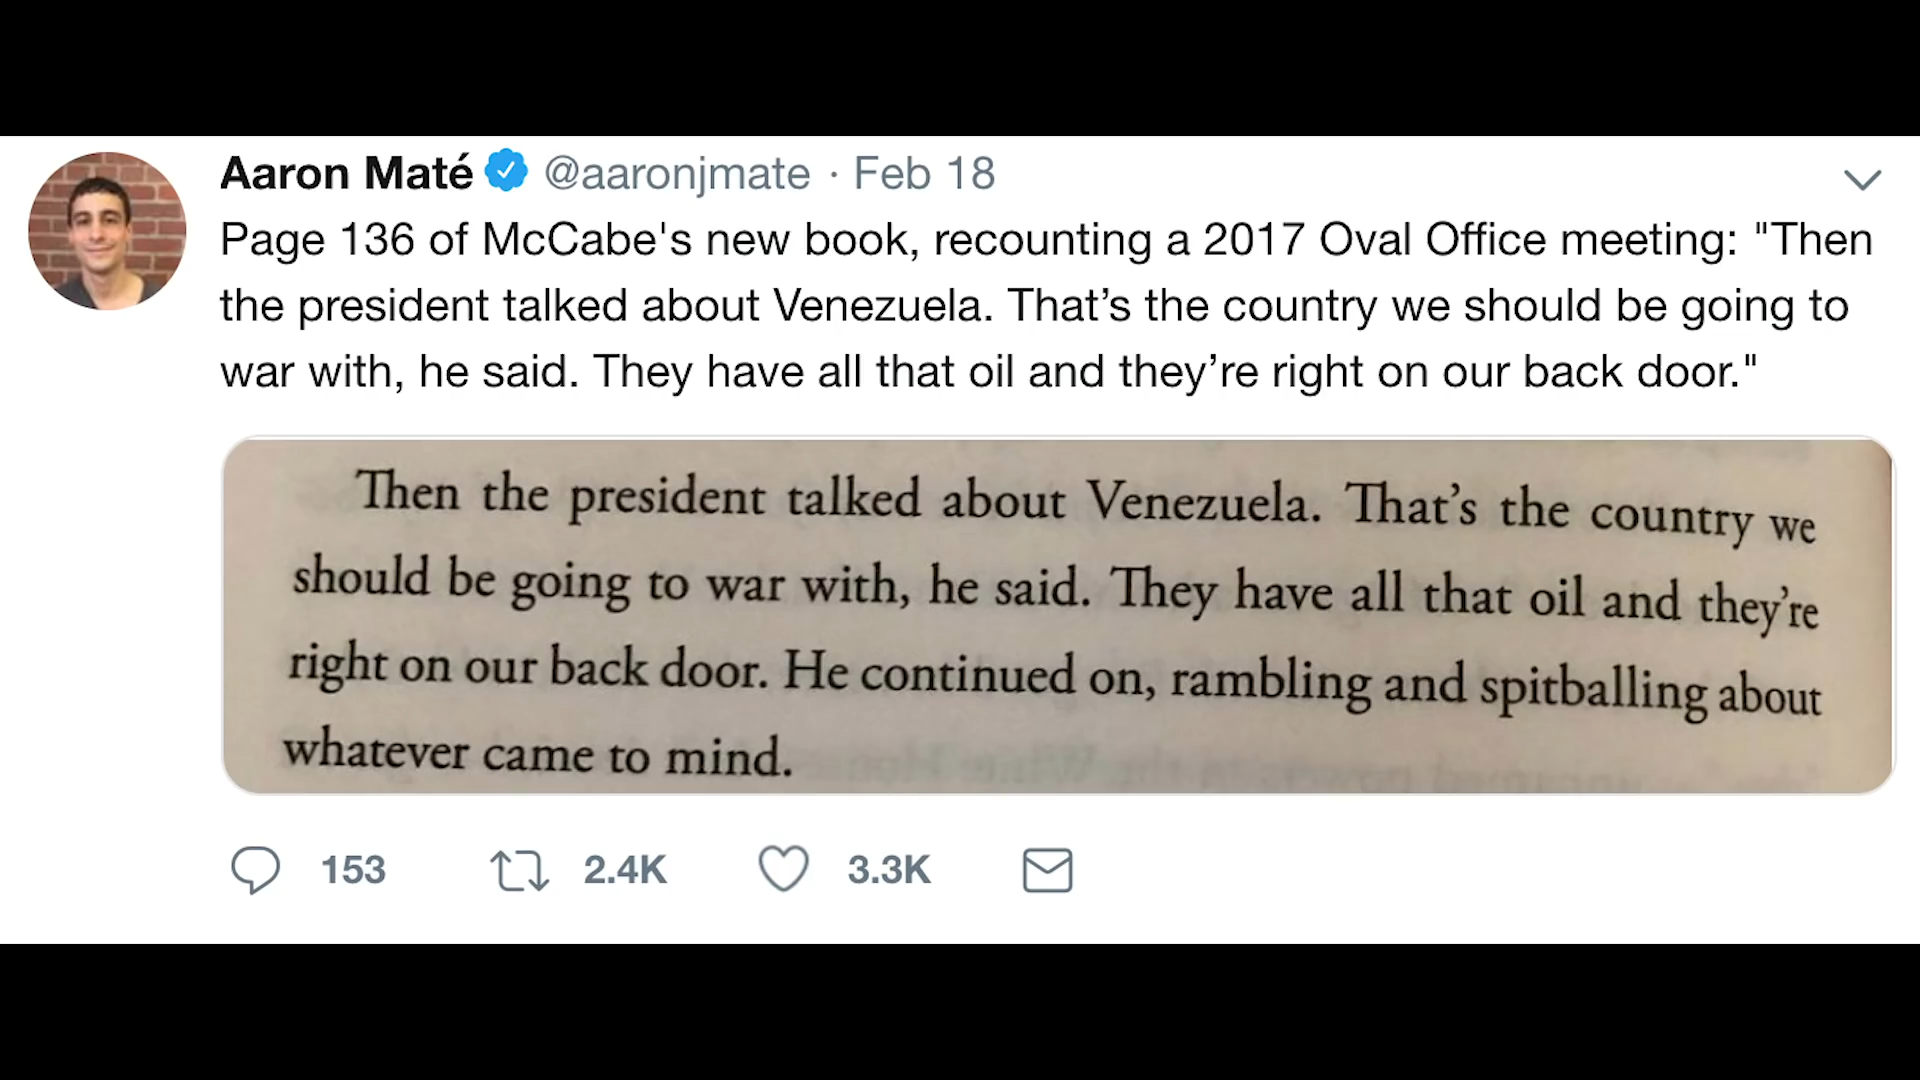 Aaron Maté @aaronjmate · Feb 18
Page 136 of McCabe's new book, recounting a 2017 Oval Office meeting: "Then
the president talked about Venezuela. That’s the country we should be going to
war with, he said. They have all that oil and they’re right on our back door."
Then the president talked about Venezuela. That’s the country we
should be going to war with, he said. They have all that oil and they’re
right on our back door. He continued on, rambling and spitballing about
whatever came to mind.
153 2.4K 3.3K